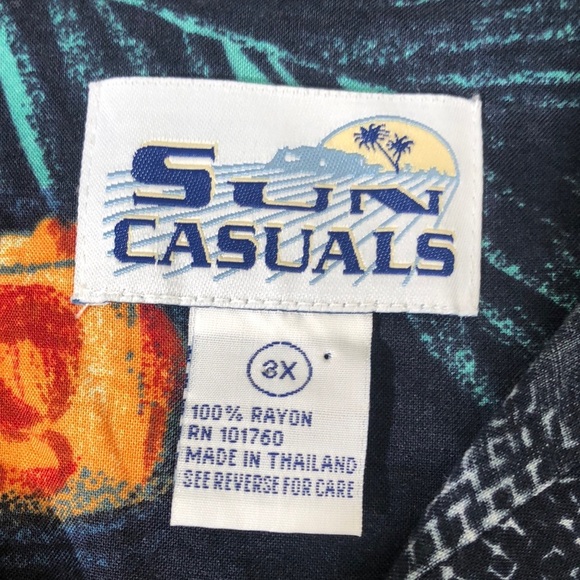 SUN
CASUALS
3X
100% RAYON
RN 101760
MADE IN THAILAND
SEE REVERSE FOR CARE